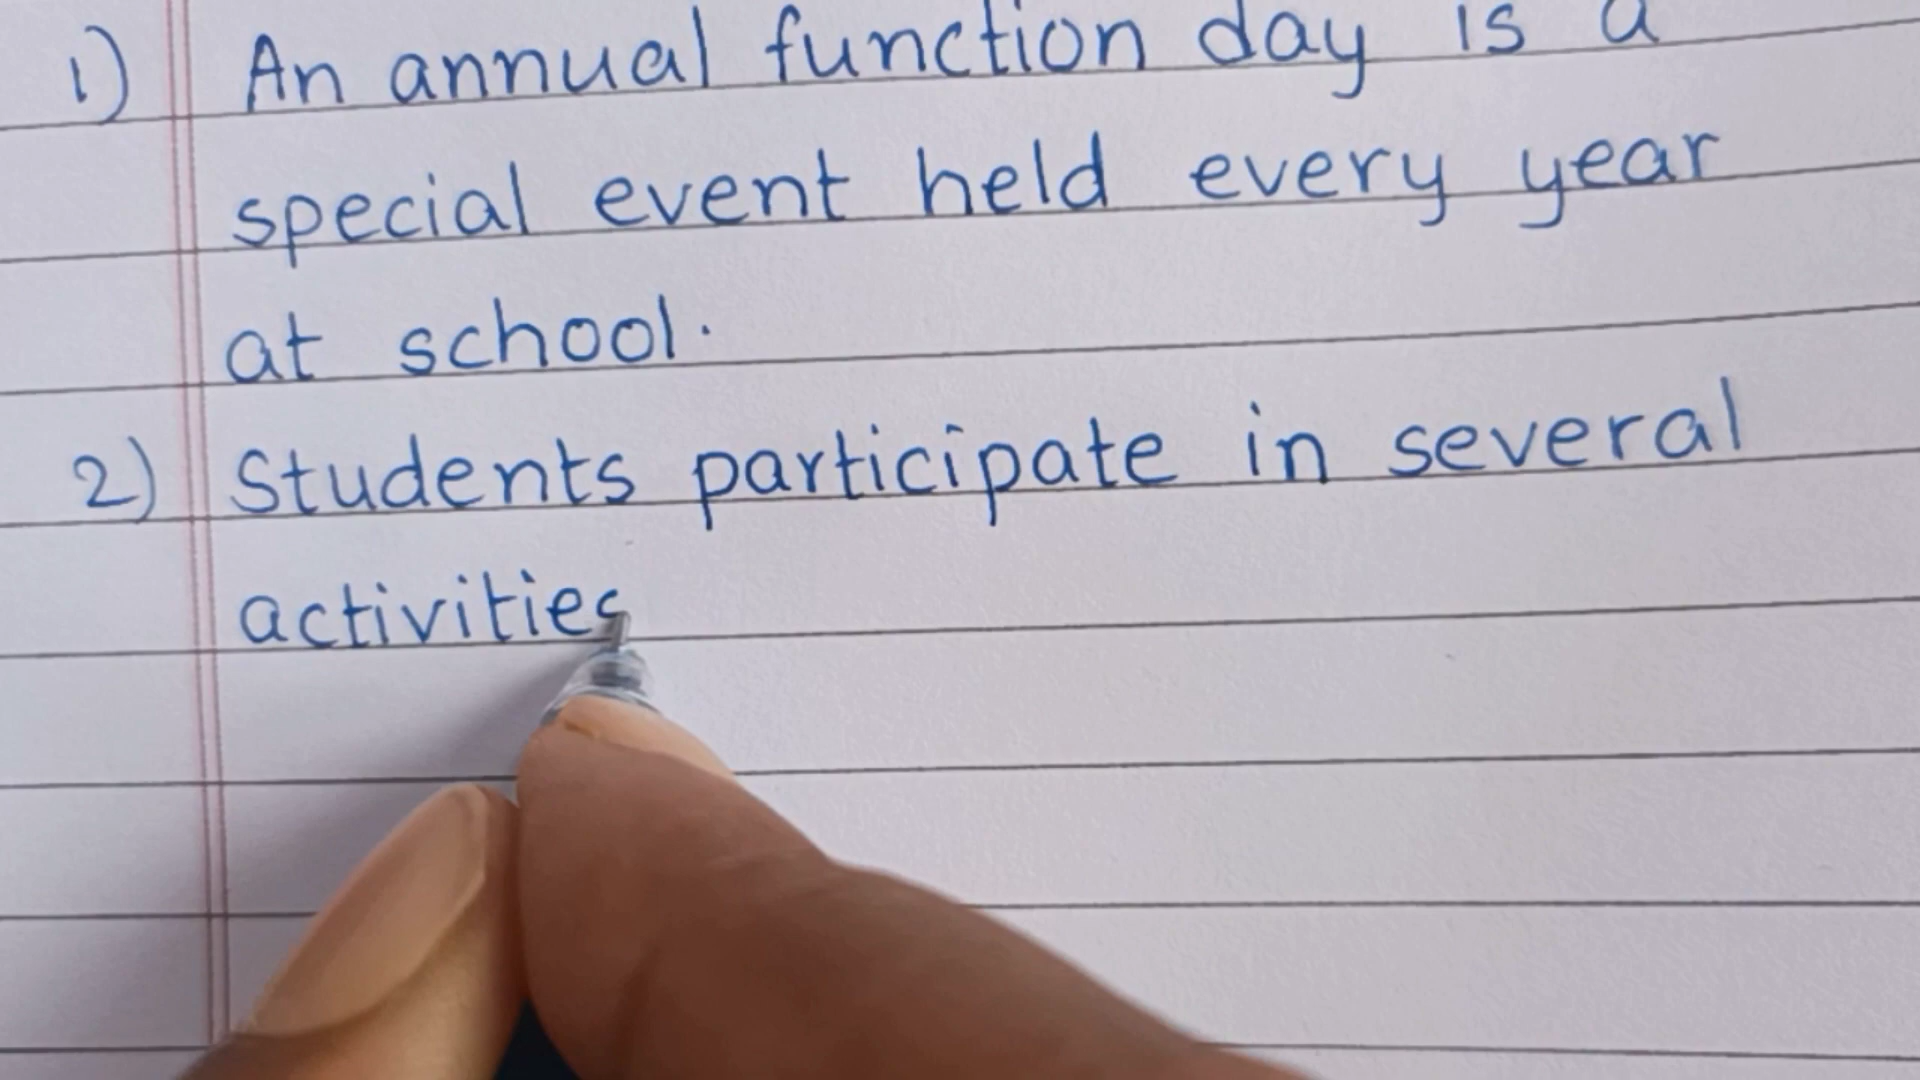 1) An annual function day is a
special event held every year
at school.
2) Students participate in several
activities